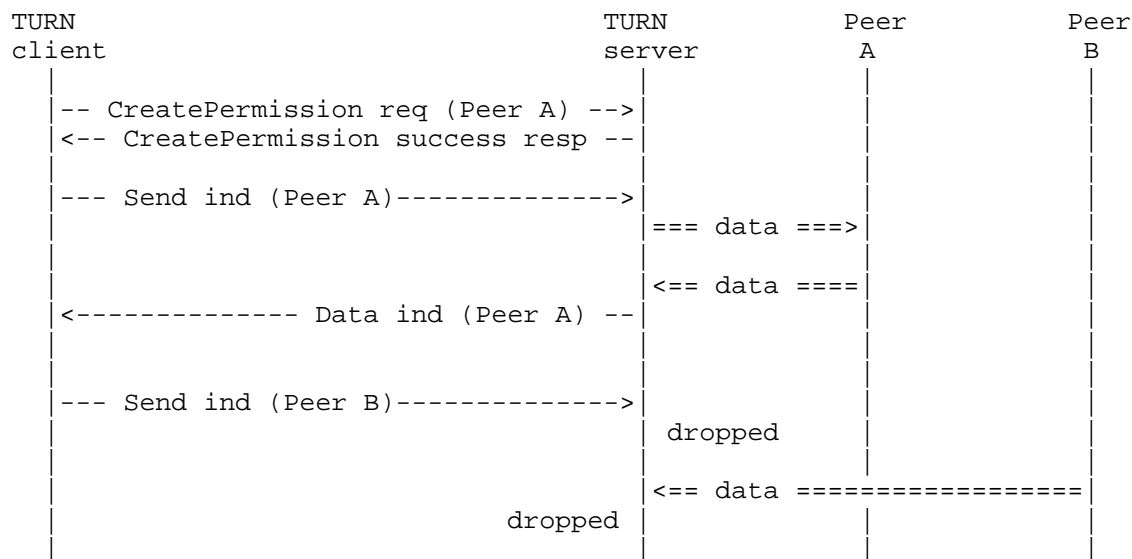 TURN TURN Peer Peer
client server A B
|-- CreatePermission req (Peer A) -->|
|<-- CreatePermission success resp --|
|--- Send ind (Peer A)-------------->|
|=== data ===>|
|<== data ====|
|<-------------- Data ind (Peer A) --|
|--- Send ind (Peer B)-------------->|
| dropped |
|<== data ==================|
dropped |